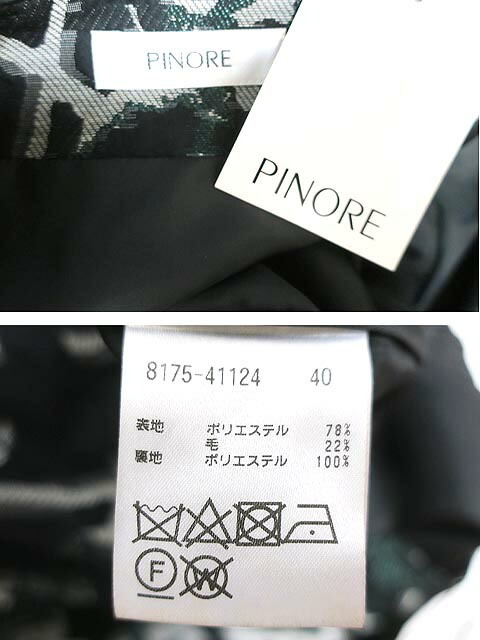 PINORE
PINORE
8175-41124 40
表地 ポリエステル 78%
毛 22%
裏地 ポリエステル 100%
F
W